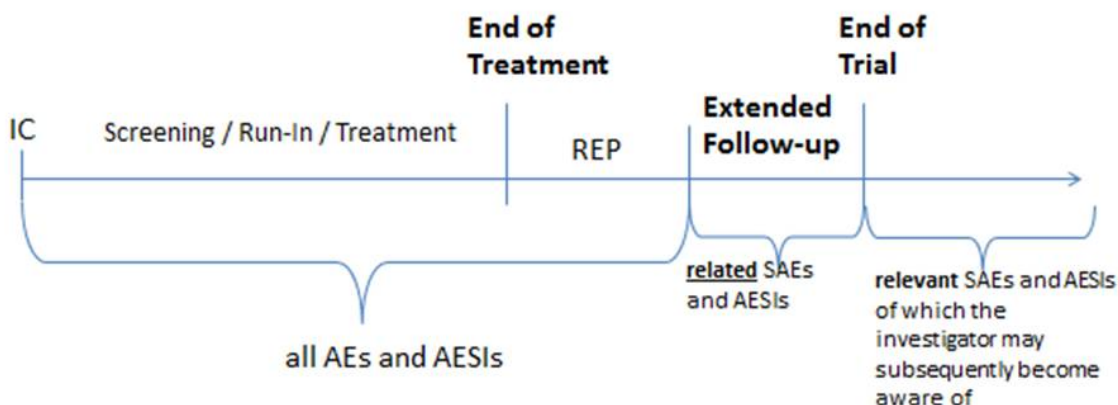 End of
Treatment
End of
Trial
IC
Screening / Run-In / Treatment
REP
Extended
Follow-up
all AEs and AESIs
related SAEs
and AESIs
relevant SAEs and AESIs
of which the
investigator may
subsequently become
aware of